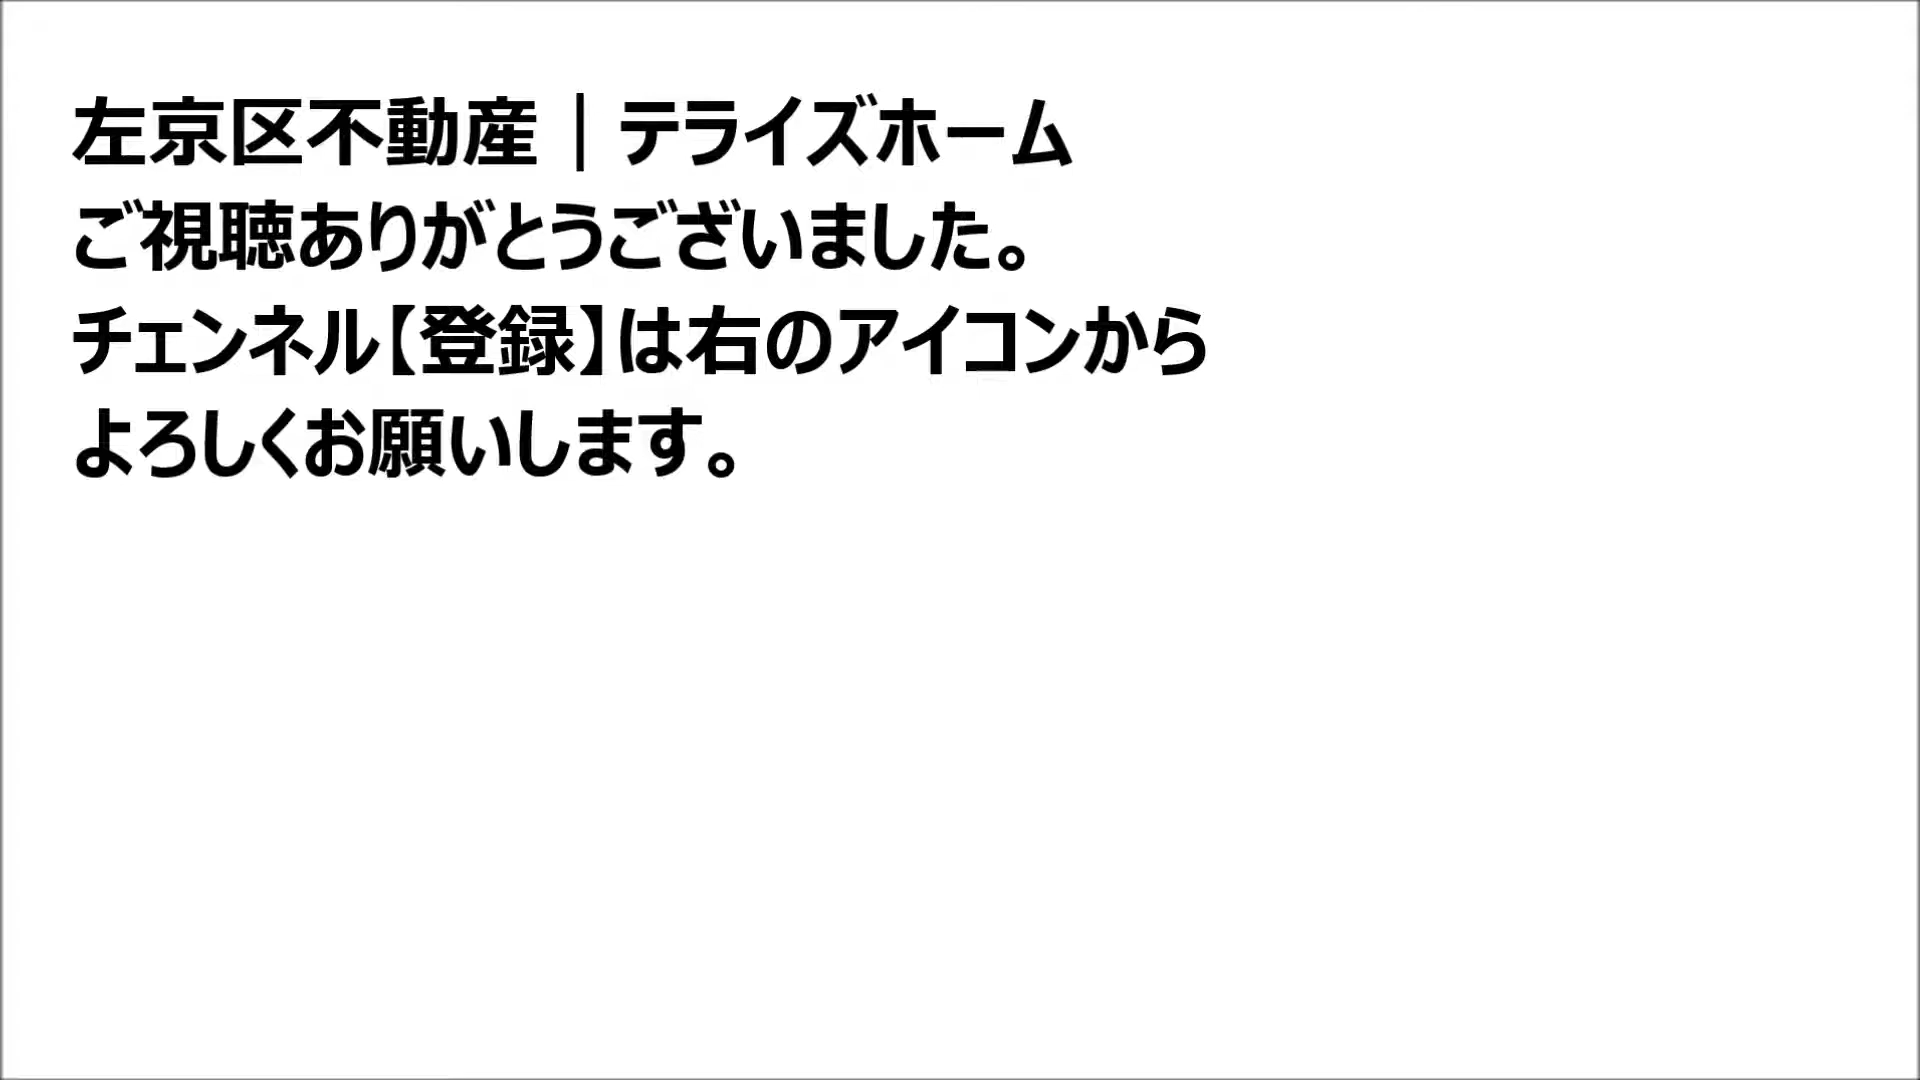 左京区不動産｜テライズホーム
ご視聴ありがとうございました。
チェンネル【登録】は右のアイコンから
よろしくお願いします。